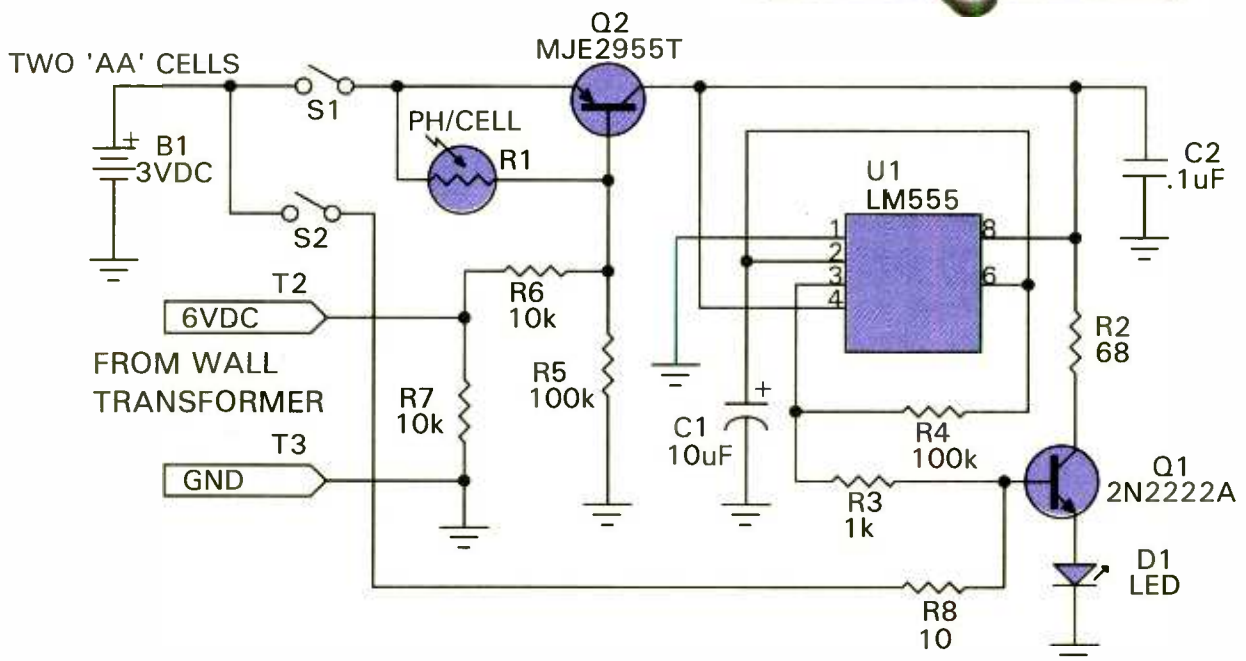 Q2
MJE2955T
TWO 'AA' CELLS
S1
PH/CELL
R1
B1
3VDC
+
S2
U1
LM555
1
2
3
4
8
6
C2
.1uF
T2
6VDC
R6
10k
R2
68
FROM WALL
TRANSFORMER
R7
10k
R5
100k
+
C1
10uF
R4
100k
T3
GND
R3
1k
Q1
2N2222A
D1
LED
R8
10